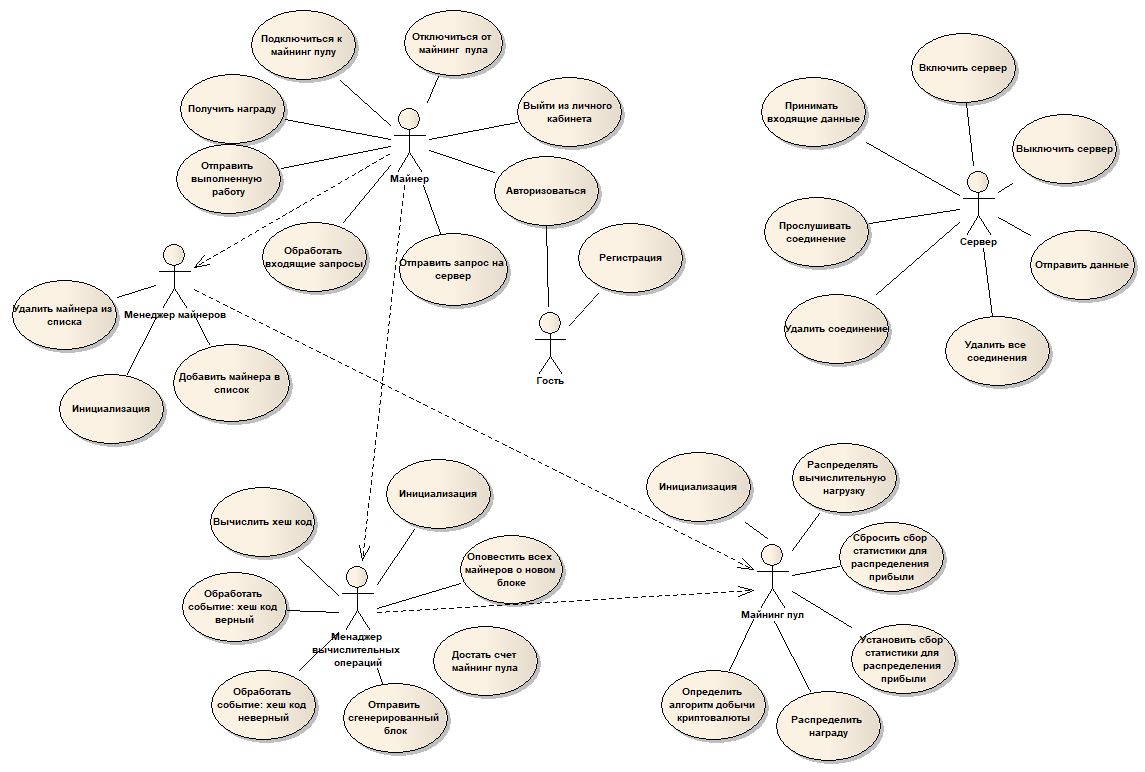 Подключиться к
майнинг пулу
Отключиться от
майнинг пула
Получить награду
Выйти из личного
кабинета
Отправить
выполненную
работу
Майнер
Авторизоваться
Обработать
входящие запросы
Отправить запрос на
сервер
Регистрация
Гость
Включить сервер
Принимать
входящие данные
Выключить сервер
Прослушивать
соединение
Сервер
Отправить данные
Удалить соединение
Удалить все
соединения
Менеджер майнеров
Удалить майнера из
списка
Добавить майнера в
список
Инициализация
Инициализация
Вычислить хеш код
Оповестить всех
майнеров о новом
блоке
Обработать
событие: хеш код
верный
Менаджер
вычислительных
операций
Достать счет
майнинг пула
Обработать
событие: хеш код
неверный
Отправить
сгенерированный
блок
Инициализация
Распределять
вычислительную
нагрузку
Сбросить сбор
статистики для
распределения
прибыли
Майнинг пул
Установить сбор
статистики для
распределения
прибыли
Определить
алгоритм добычи
криптовалюты
Распределить
награду